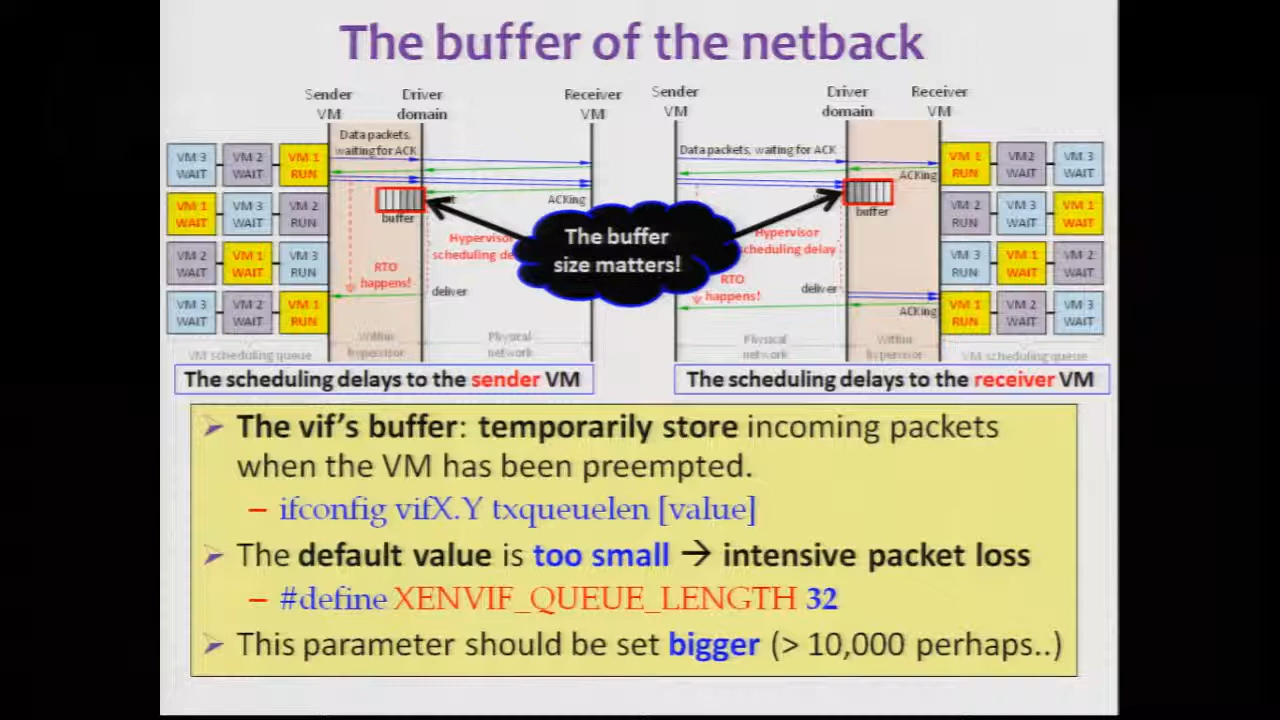 The buffer of the netback
Sender VM
Driver domain
Receiver VM
Data packets, waiting for ACK
VM 3 WAIT
VM 2 WAIT
VM 1 RUN
VM 1 WAIT
VM 3 WAIT
VM 2 RUN
VM 2 WAIT
VM 1 WAIT
VM 3 RUN
VM 3 WAIT
VM 2 WAIT
VM 1 RUN
buffer
ACKing
Hypervisor
scheduling
RTO happens!
deliver
Within hypervisor
Physical network
VM scheduling queue
The scheduling delays to the sender VM
The buffer
size matters!
Sender VM
Driver domain
Receiver VM
Data packets, waiting for ACK
ACKing
buffer
Hypervisor
scheduling delay
RTO happens!
deliver
ACKing
VM 1 RUN
VM2 WAIT
VM 3 WAIT
VM 2 RUN
VM 3 WAIT
VM 1 WAIT
VM 3 RUN
VM 1 WAIT
VM 2 WAIT
VM 1 RUN
VM 2 WAIT
VM 3 WAIT
Physical network
Within hypervisor
VM scheduling queue
The scheduling delays to the receiver VM
➢ The vif's buffer: temporarily store incoming packets
when the VM has been preempted.
– ifconfig vifX.Y txqueuelen [value]
➢ The default value is too small → intensive packet loss
– #define XENVIF_QUEUE_LENGTH 32
➢ This parameter should be set bigger (> 10,000 perhaps..)